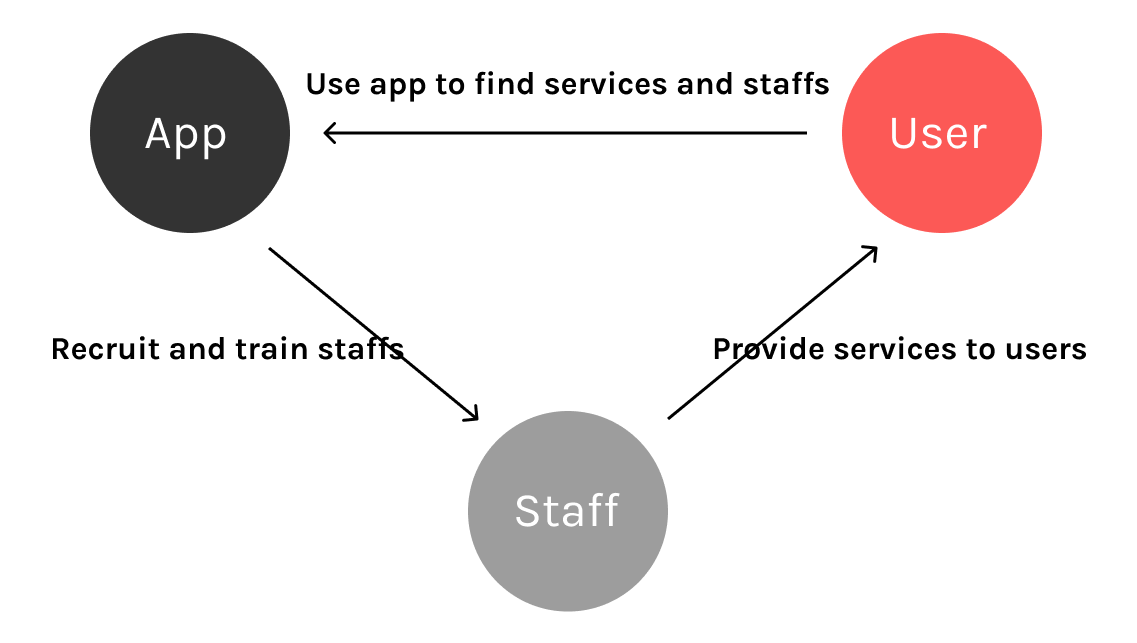 Use app to find services and staffs
App
User
Recruit and train staffs
Provide services to users
Staff